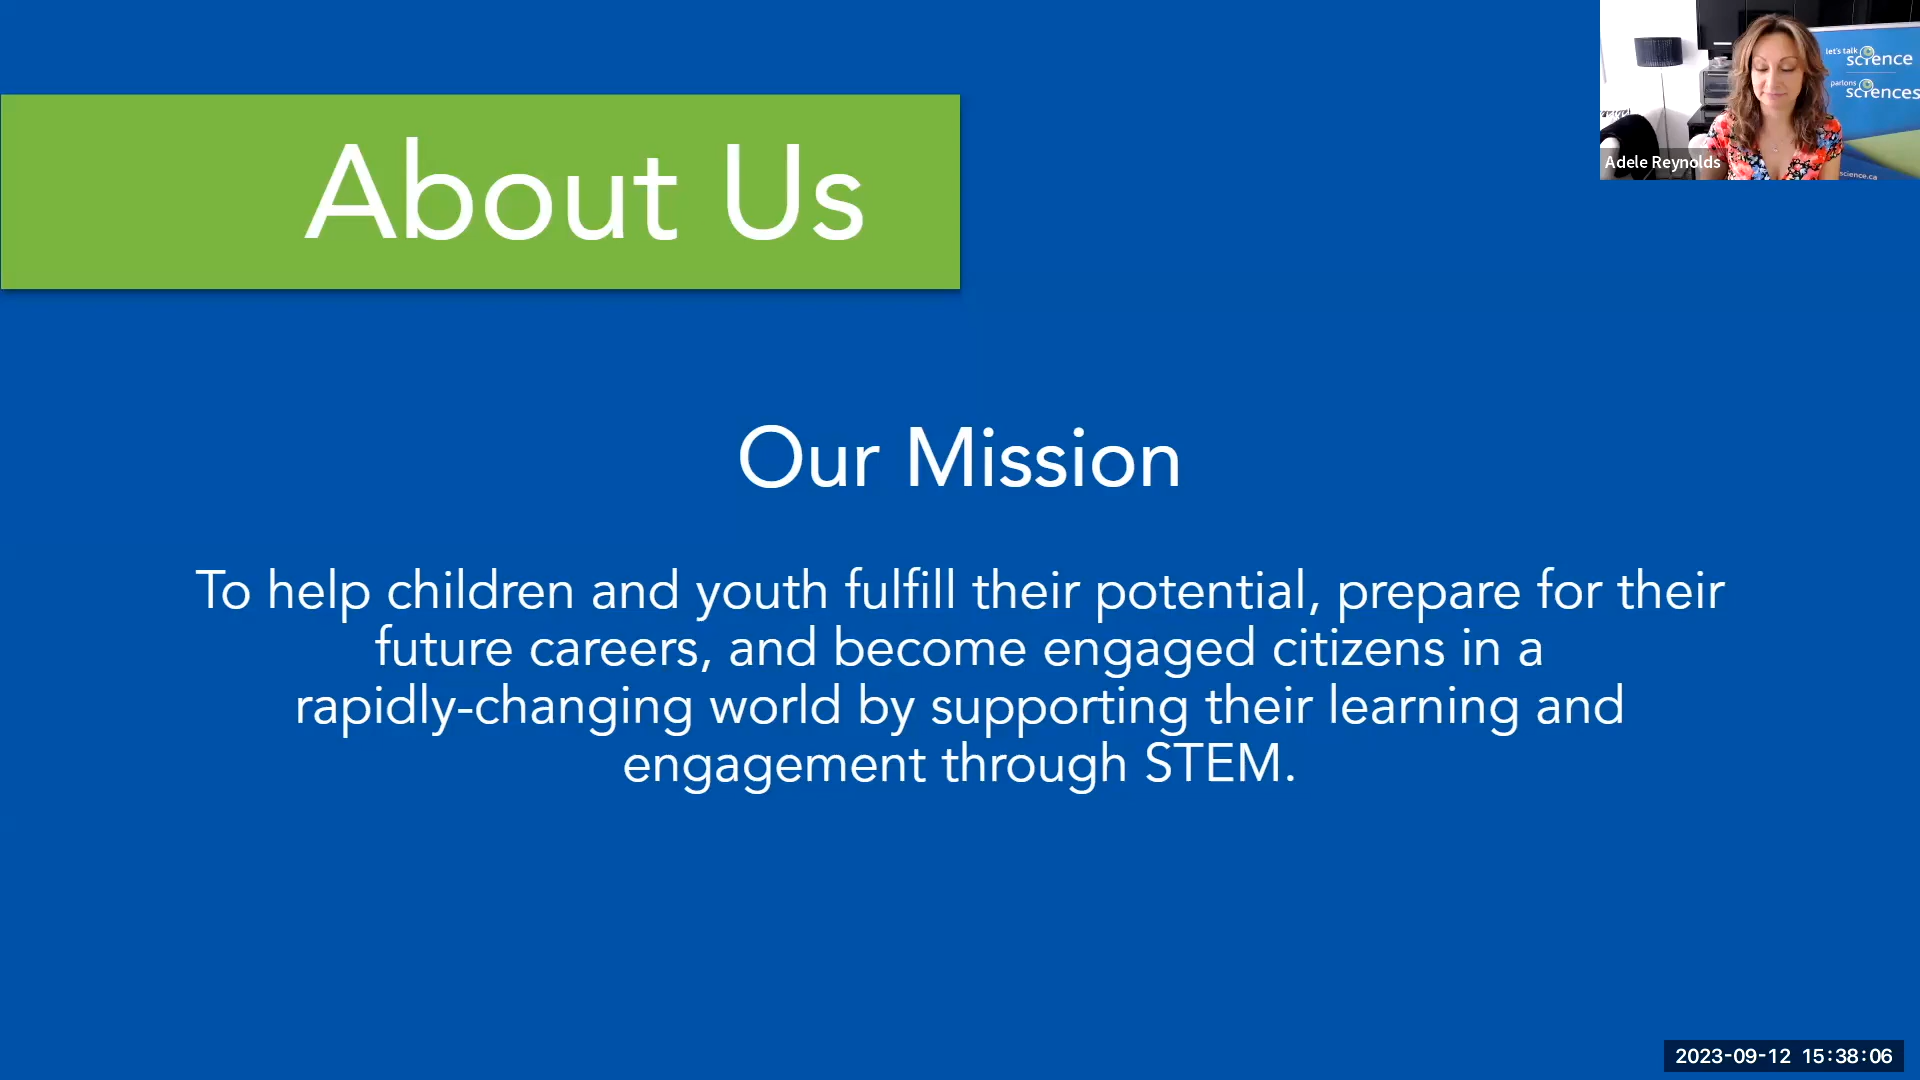 About Us
let's talk
science
parlons
sciences
Adele Reynolds
science.ca
Our Mission
To help children and youth fulfill their potential, prepare for their
future careers, and become engaged citizens in a
rapidly-changing world by supporting their learning and
engagement through STEM.
2023-09-12 15:38:06